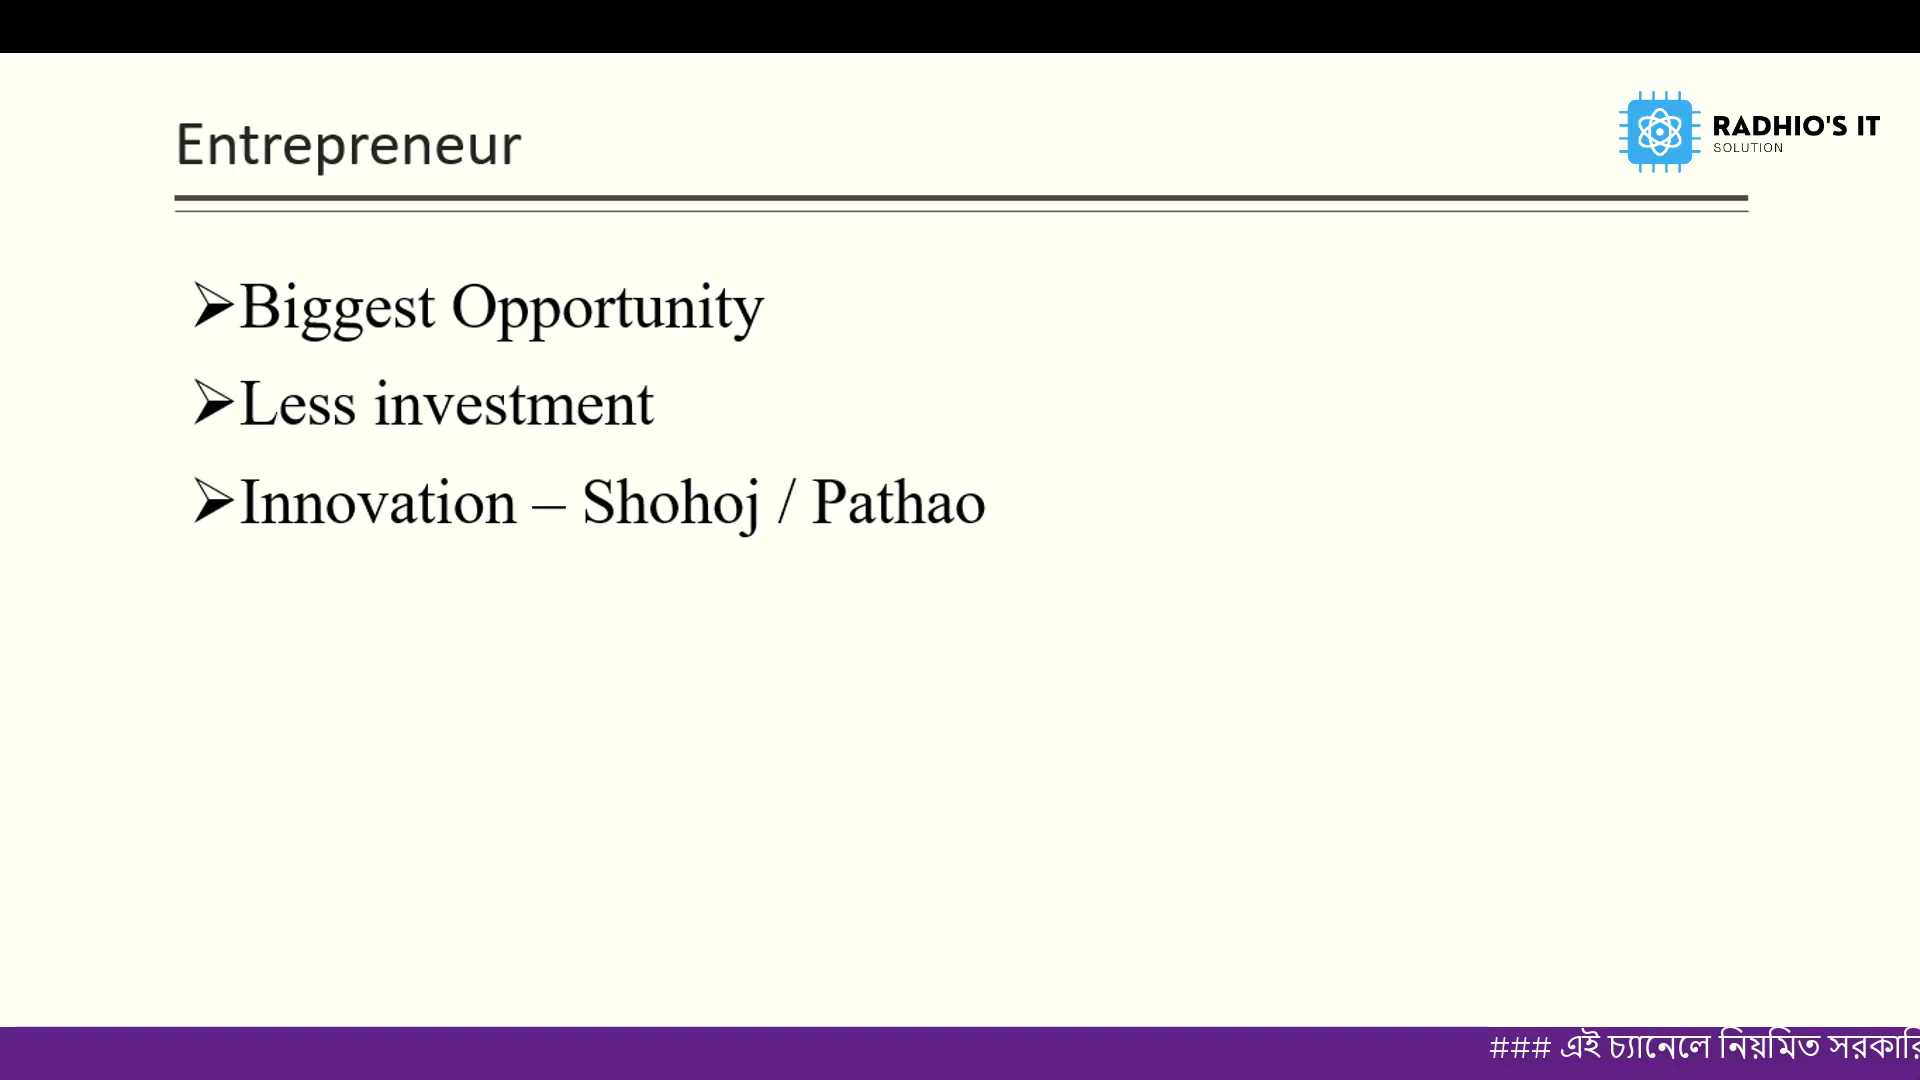 Entrepreneur
RADHIO'S IT
SOLUTION
➢Biggest Opportunity
➢Less investment
➢Innovation – Shohoj / Pathao
### এই চ্যানেলে নিয়মিত